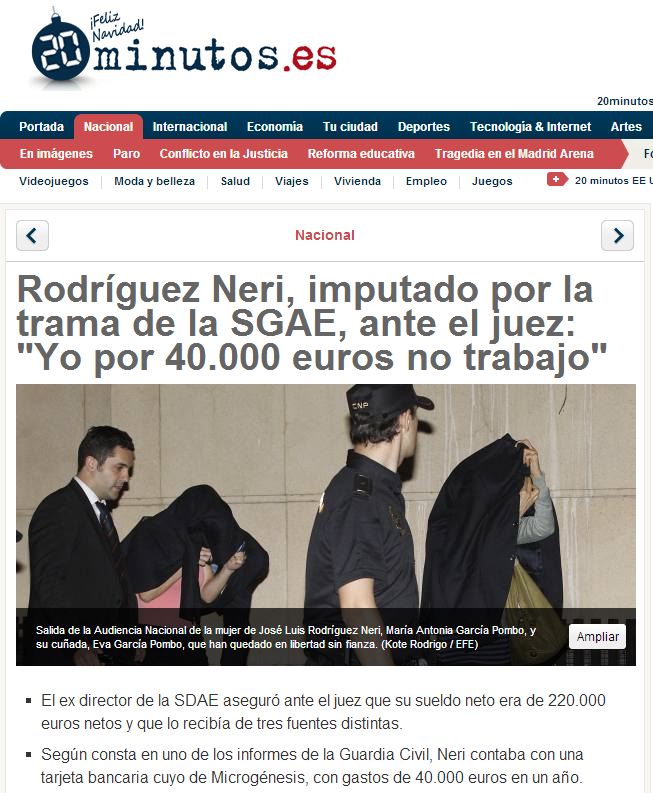 ¡Feliz
Navidad!
20minutos.es
20minutos
Portada Nacional Internacional Economía Tu ciudad Deportes Tecnología & Internet Artes
En imágenes Paro Conflicto en la Justicia Reforma educativa Tragedia en el Madrid Arena
Videojuegos Moda y belleza Salud Viajes Vivienda Empleo Juegos 20 minutos EE U
Nacional
Rodríguez Neri, imputado por la
trama de la SGAE, ante el juez:
"Yo por 40.000 euros no trabajo"
CNP
Salida de la Audiencia Nacional de la mujer de José Luis Rodríguez Neri, María Antonia García Pombo, y
su cuñada, Eva García Pombo, que han quedado en libertad sin fianza. (Kote Rodrigo / EFE)
Ampliar
El ex director de la SDAE aseguró ante el juez que su sueldo neto era de 220.000
euros netos y que lo recibía de tres fuentes distintas.
Según consta en uno de los informes de la Guardia Civil, Neri contaba con una
tarjeta bancaria cuyo de Microgénesis, con gastos de 40.000 euros en un año.